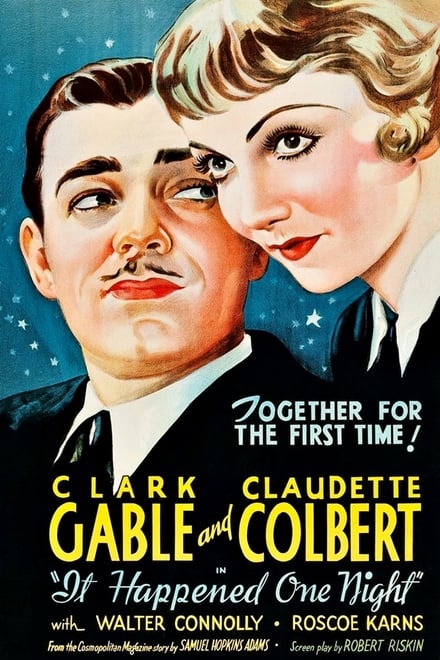 TOGETHER FOR
THE FIRST TIME!
CLARK CLAUDETTE
GABLE and COLBERT
IN
"It Happened One Night"
with WALTER CONNOLLY • ROSCOE KARNS
From the Cosmopolitan Magazine story by SAMUEL HOPKINS ADAMS • Screen play by ROBERT RISKIN